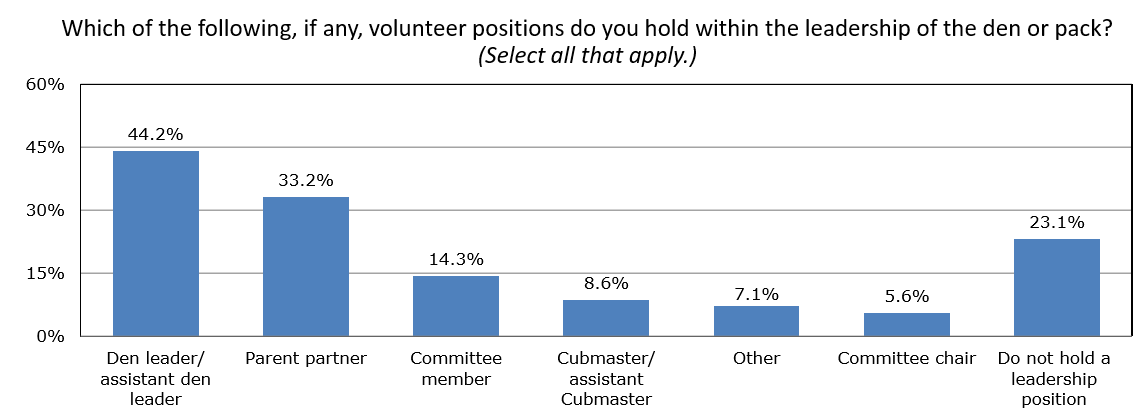 Which of the following, if any, volunteer positions do you hold within the leadership of the den or pack?
(Select all that apply.)
60%
45%
30%
15%
0%
44.2%
33.2%
14.3%
8.6%
7.1%
5.6%
23.1%
Den leader/
assistant den
leader
Parent partner
Committee
member
Cubmaster/
assistant
Cubmaster
Other
Committee chair
Do not hold a
leadership
position